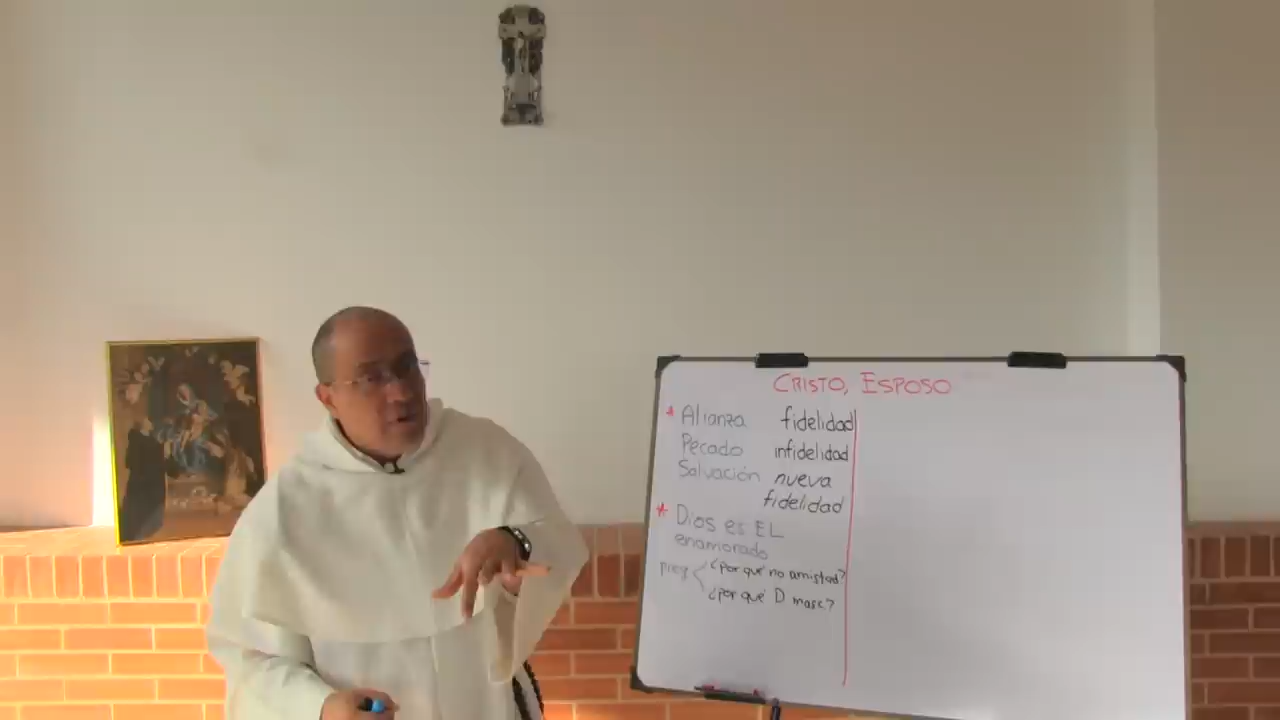 CRISTO, ESPOSO
* Alianza fidelidad
Pecado infidelidad
Salvación nueva
fidelidad
* Dios es EL
enamorado
preg < ¿por qué no amistad?
¿por qué D masc?